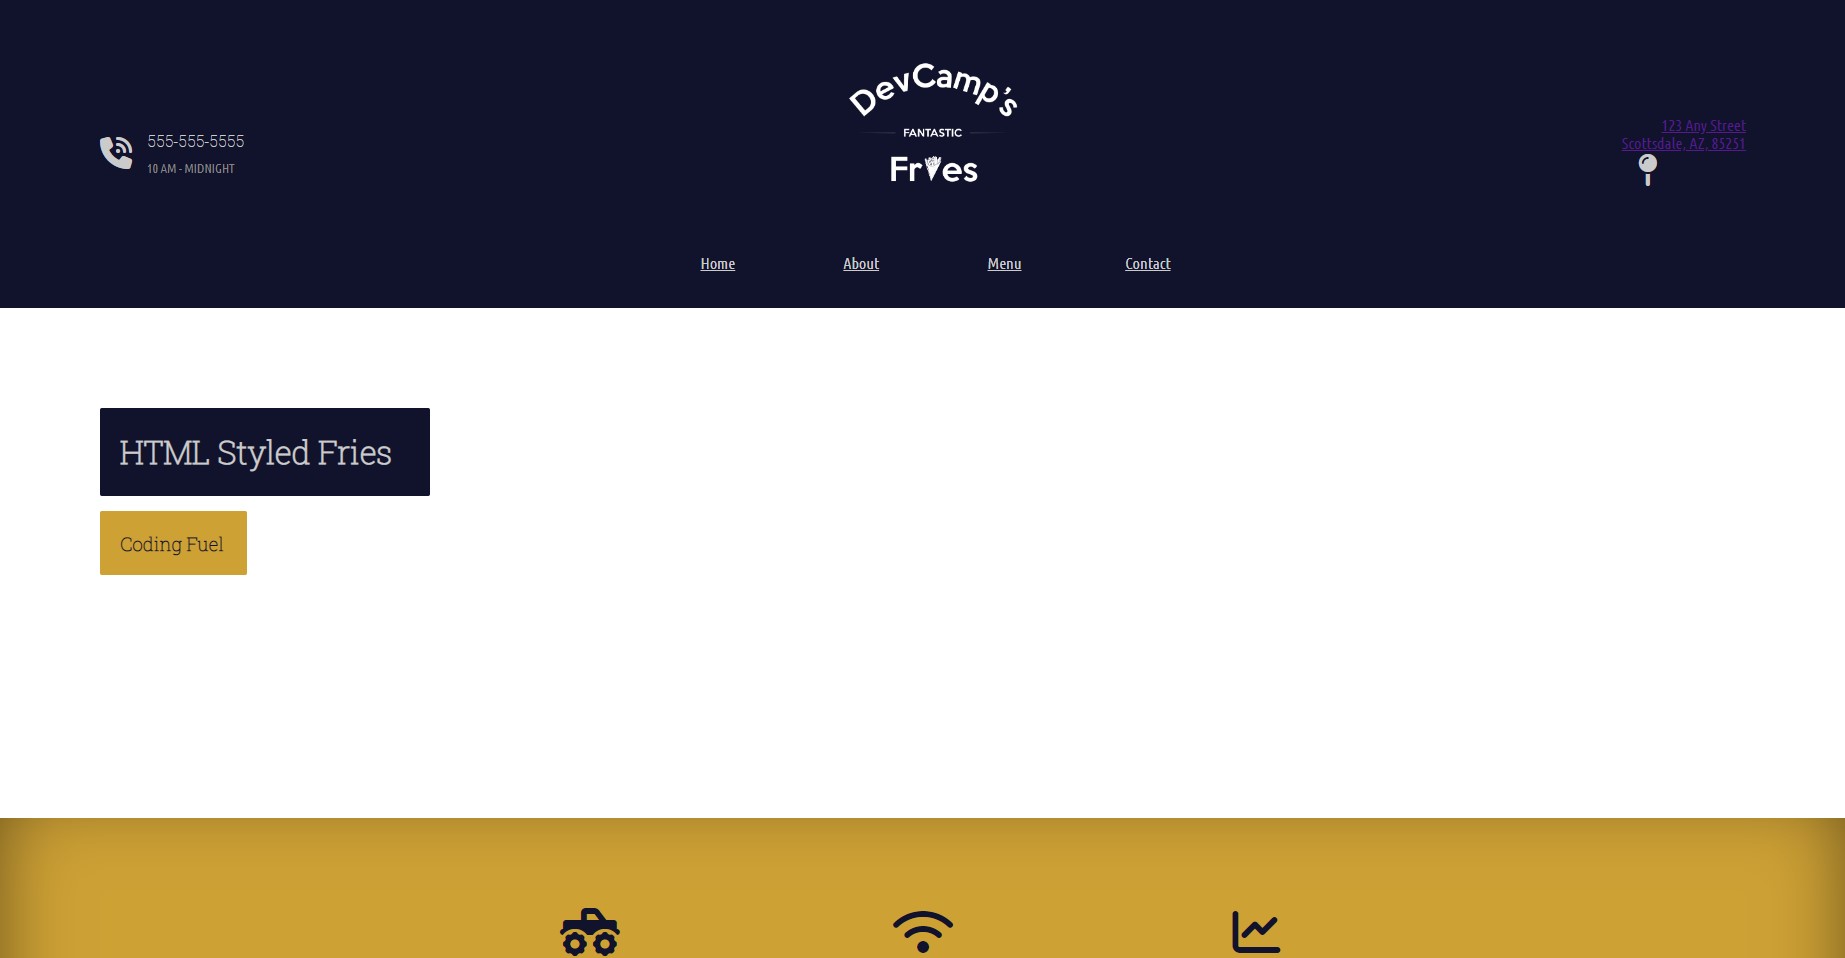 DevCamp's
FANTASTIC
Fries
555-555-5555
10 AM - MIDNIGHT
123 Any Street
Scottsdale, AZ, 85251
Home
About
Menu
Contact
HTML Styled Fries
Coding Fuel